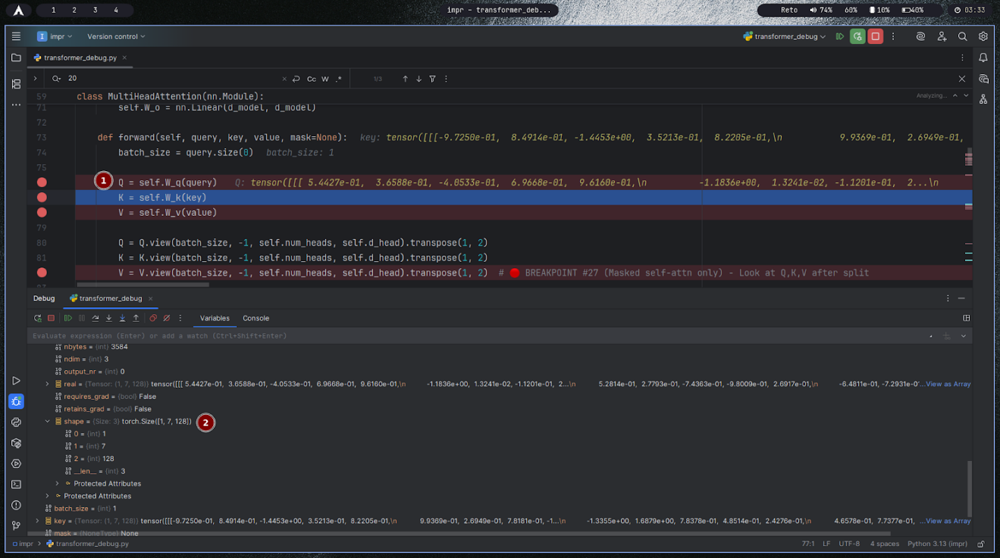 1 2 3 4 impr - transformer_deb... Reto 74% 60% 10% 40% 03:33
I impr Version control transformer_debug
transformer_debug.py ×
20 × Cc W .* 1/3
59 class MultiHeadAttention(nn.Module): Analyzing...
71 self.W_o = nn.Linear(d_model, d_model)
72
73 def forward(self, query, key, value, mask=None): key: tensor([[[-9.7250e-01, 8.4914e-01, -1.4453e+00, 3.5213e-01, 8.2205e-01,\n 9.9369e-01, 2.6949e-01,
74 batch_size = query.size(0) batch_size: 1
75
1 Q = self.W_q(query) Q: tensor([[[ 5.4427e-01, 3.6588e-01, -4.0533e-01, 6.9668e-01, 9.6160e-01,\n -1.1836e+00, 1.3241e-02, -1.1201e-01, 2...\n
K = self.W_k(key)
V = self.W_v(value)
79
80 Q = Q.view(batch_size, -1, self.num_heads, self.d_head).transpose(1, 2)
81 K = K.view(batch_size, -1, self.num_heads, self.d_head).transpose(1, 2)
V = V.view(batch_size, -1, self.num_heads, self.d_head).transpose(1, 2) # 🔴 BREAKPOINT #27 (Masked self-attn only) - Look at Q,K,V after split
Debug transformer_debug ×
Variables Console
Evaluate expression (Enter) or add a watch (Ctrl+Shift+Enter)
nbytes = {int} 3584
ndim = {int} 3
output_nr = {int} 0
real = {Tensor: (1, 7, 128)} tensor([[[ 5.4427e-01, 3.6588e-01, -4.0533e-01, 6.9668e-01, 9.6160e-01,\n -1.1836e+00, 1.3241e-02, -1.1201e-01, 2...\n 5.2814e-01, 2.7793e-01, -7.4363e-01, -9.8009e-01, 2.6917e-01,\n -6.4811e-01, -7.2931e-0'...View as Array
requires_grad = {bool} False
retains_grad = {bool} False
shape = {Size: 3} torch.Size([1, 7, 128]) 2
0 = {int} 1
1 = {int} 7
2 = {int} 128
__len__ = {int} 3
Protected Attributes
Protected Attributes
batch_size = {int} 1
key = {Tensor: (1, 7, 128)} tensor([[[-9.7250e-01, 8.4914e-01, -1.4453e+00, 3.5213e-01, 8.2205e-01,\n 9.9369e-01, 2.6949e-01, 7.8181e-01, -1...\n -1.3355e+00, 1.6879e+00, 7.8378e-01, 4.8514e-01, 2.4276e-01,\n 4.6578e-01, 7.7377e-01, ...View as Array
mask = {NoneType} None
impr > transformer_debug.py 77:1 LF UTF-8 4 spaces Python 3.13 (impr)